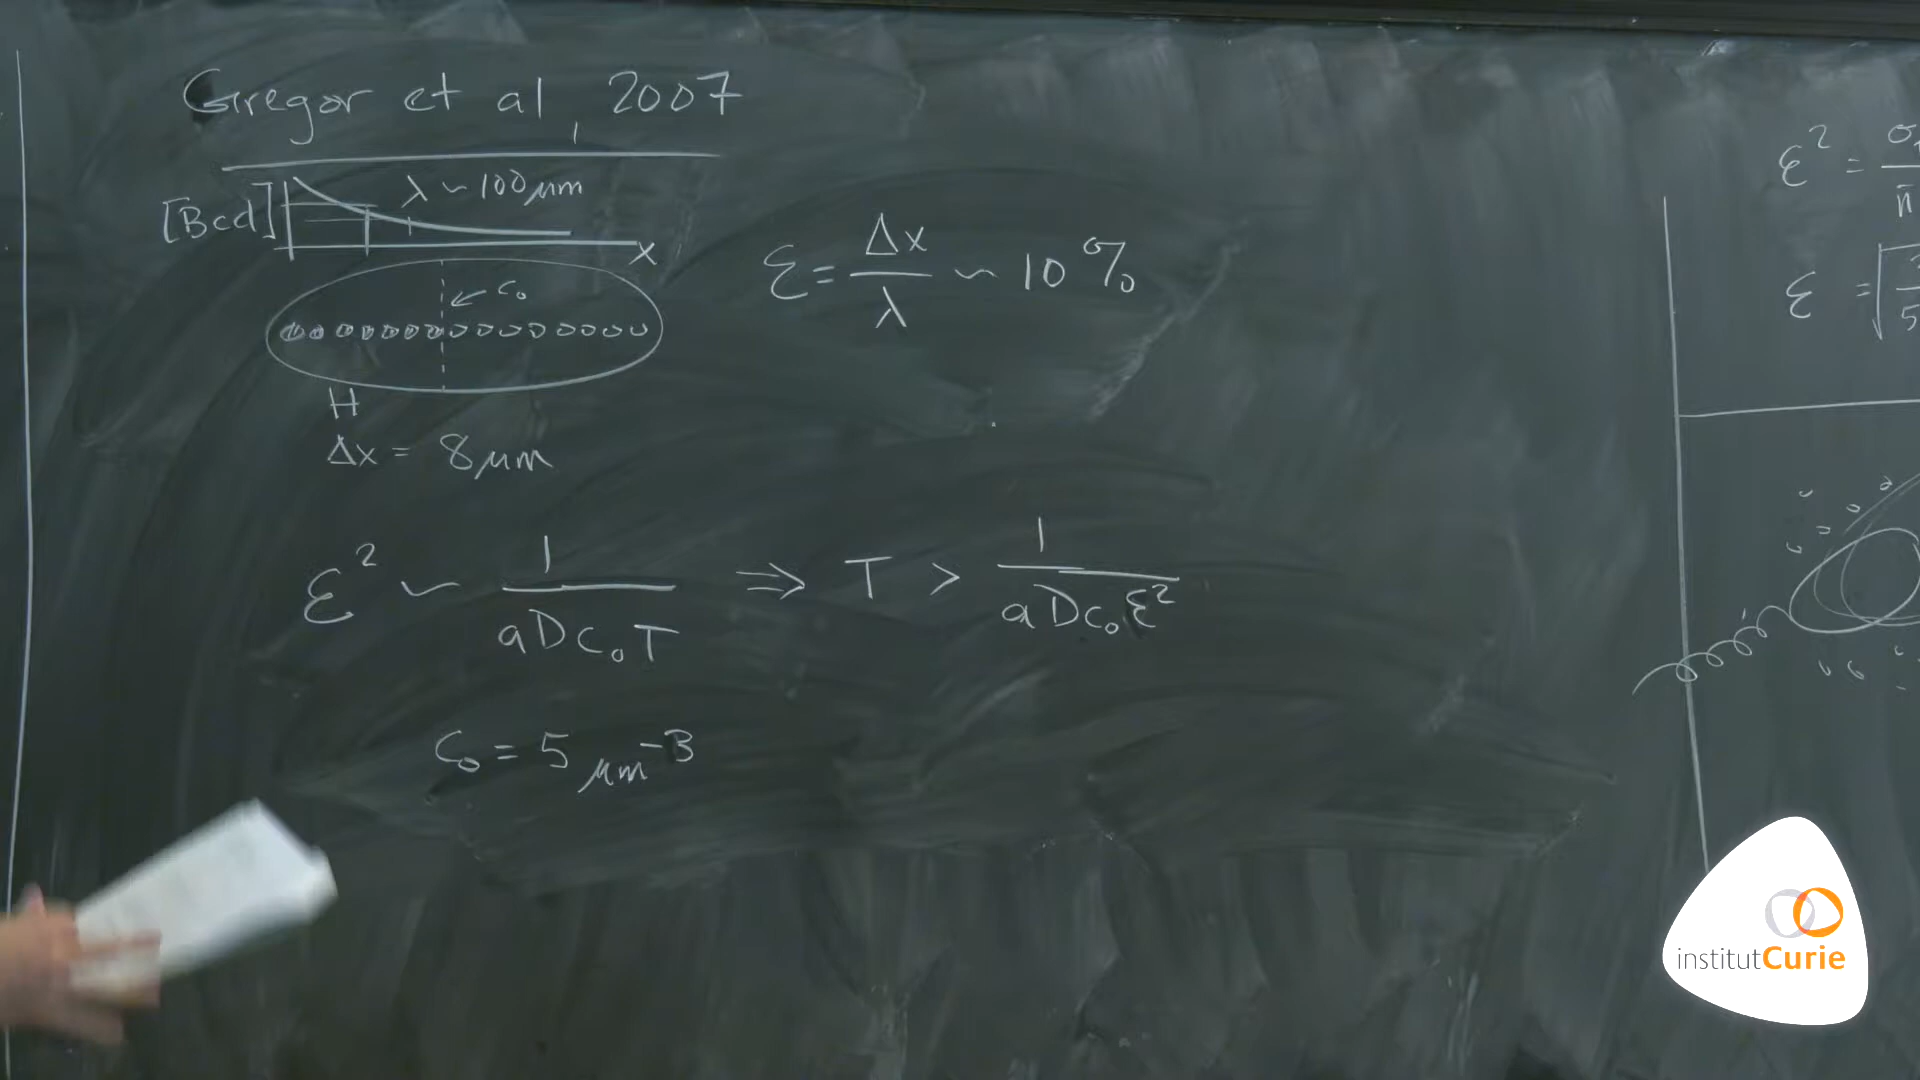 Gregor et al, 2007
[Bcd]
λ ~ 100 μm
x
c₀
Δx = 8 μm
ε = Δx / λ ~ 10 %
ε² ~ 1 / aDc₀T ⇒ T > 1 / aDc₀ε²
c₀ = 5 μm⁻³
ε² =
n̄
ε = √
5
institutCurie